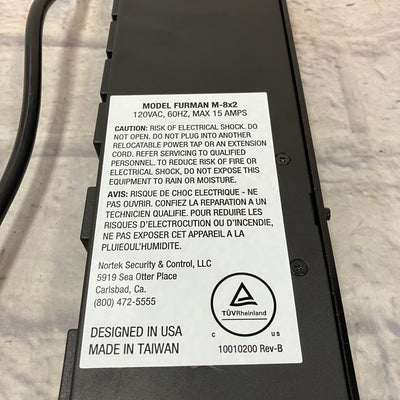 MODEL FURMAN M-8x2
120VAC, 60HZ, MAX 15 AMPS
CAUTION: RISK OF ELECTRICAL SHOCK. DO
NOT OPEN. DO NOT PLUG INTO ANOTHER
RELOCATABLE POWER TAP OR AN EXTENSION
CORD. REFER SERVICING TO QUALIFIED
PERSONNEL. TO REDUCE RISK OF FIRE OR
ELECTRICAL SHOCK, DO NOT EXPOSE THIS
EQUIPMENT TO RAIN OR MOISTURE.
AVIS: RISQUE DE CHOC ELECTRIQUE - NE
PAS OUVRIR. CONFIEZ LA REPARATION A UN
TECHNICIEN QUALIFIE. POUR REDUIRE LES
RISQUES D'ELECTROCUTION OU D'INCENDIE,
NE PAS EXPOSER CET APPAREIL A LA
PLUIEOUL'HUMIDITE.
Nortek Security & Control, LLC
5919 Sea Otter Place
Carlsbad, Ca.
(800) 472-5555
TÜVRheinland
C US
DESIGNED IN USA
MADE IN TAIWAN
10010200 Rev-B